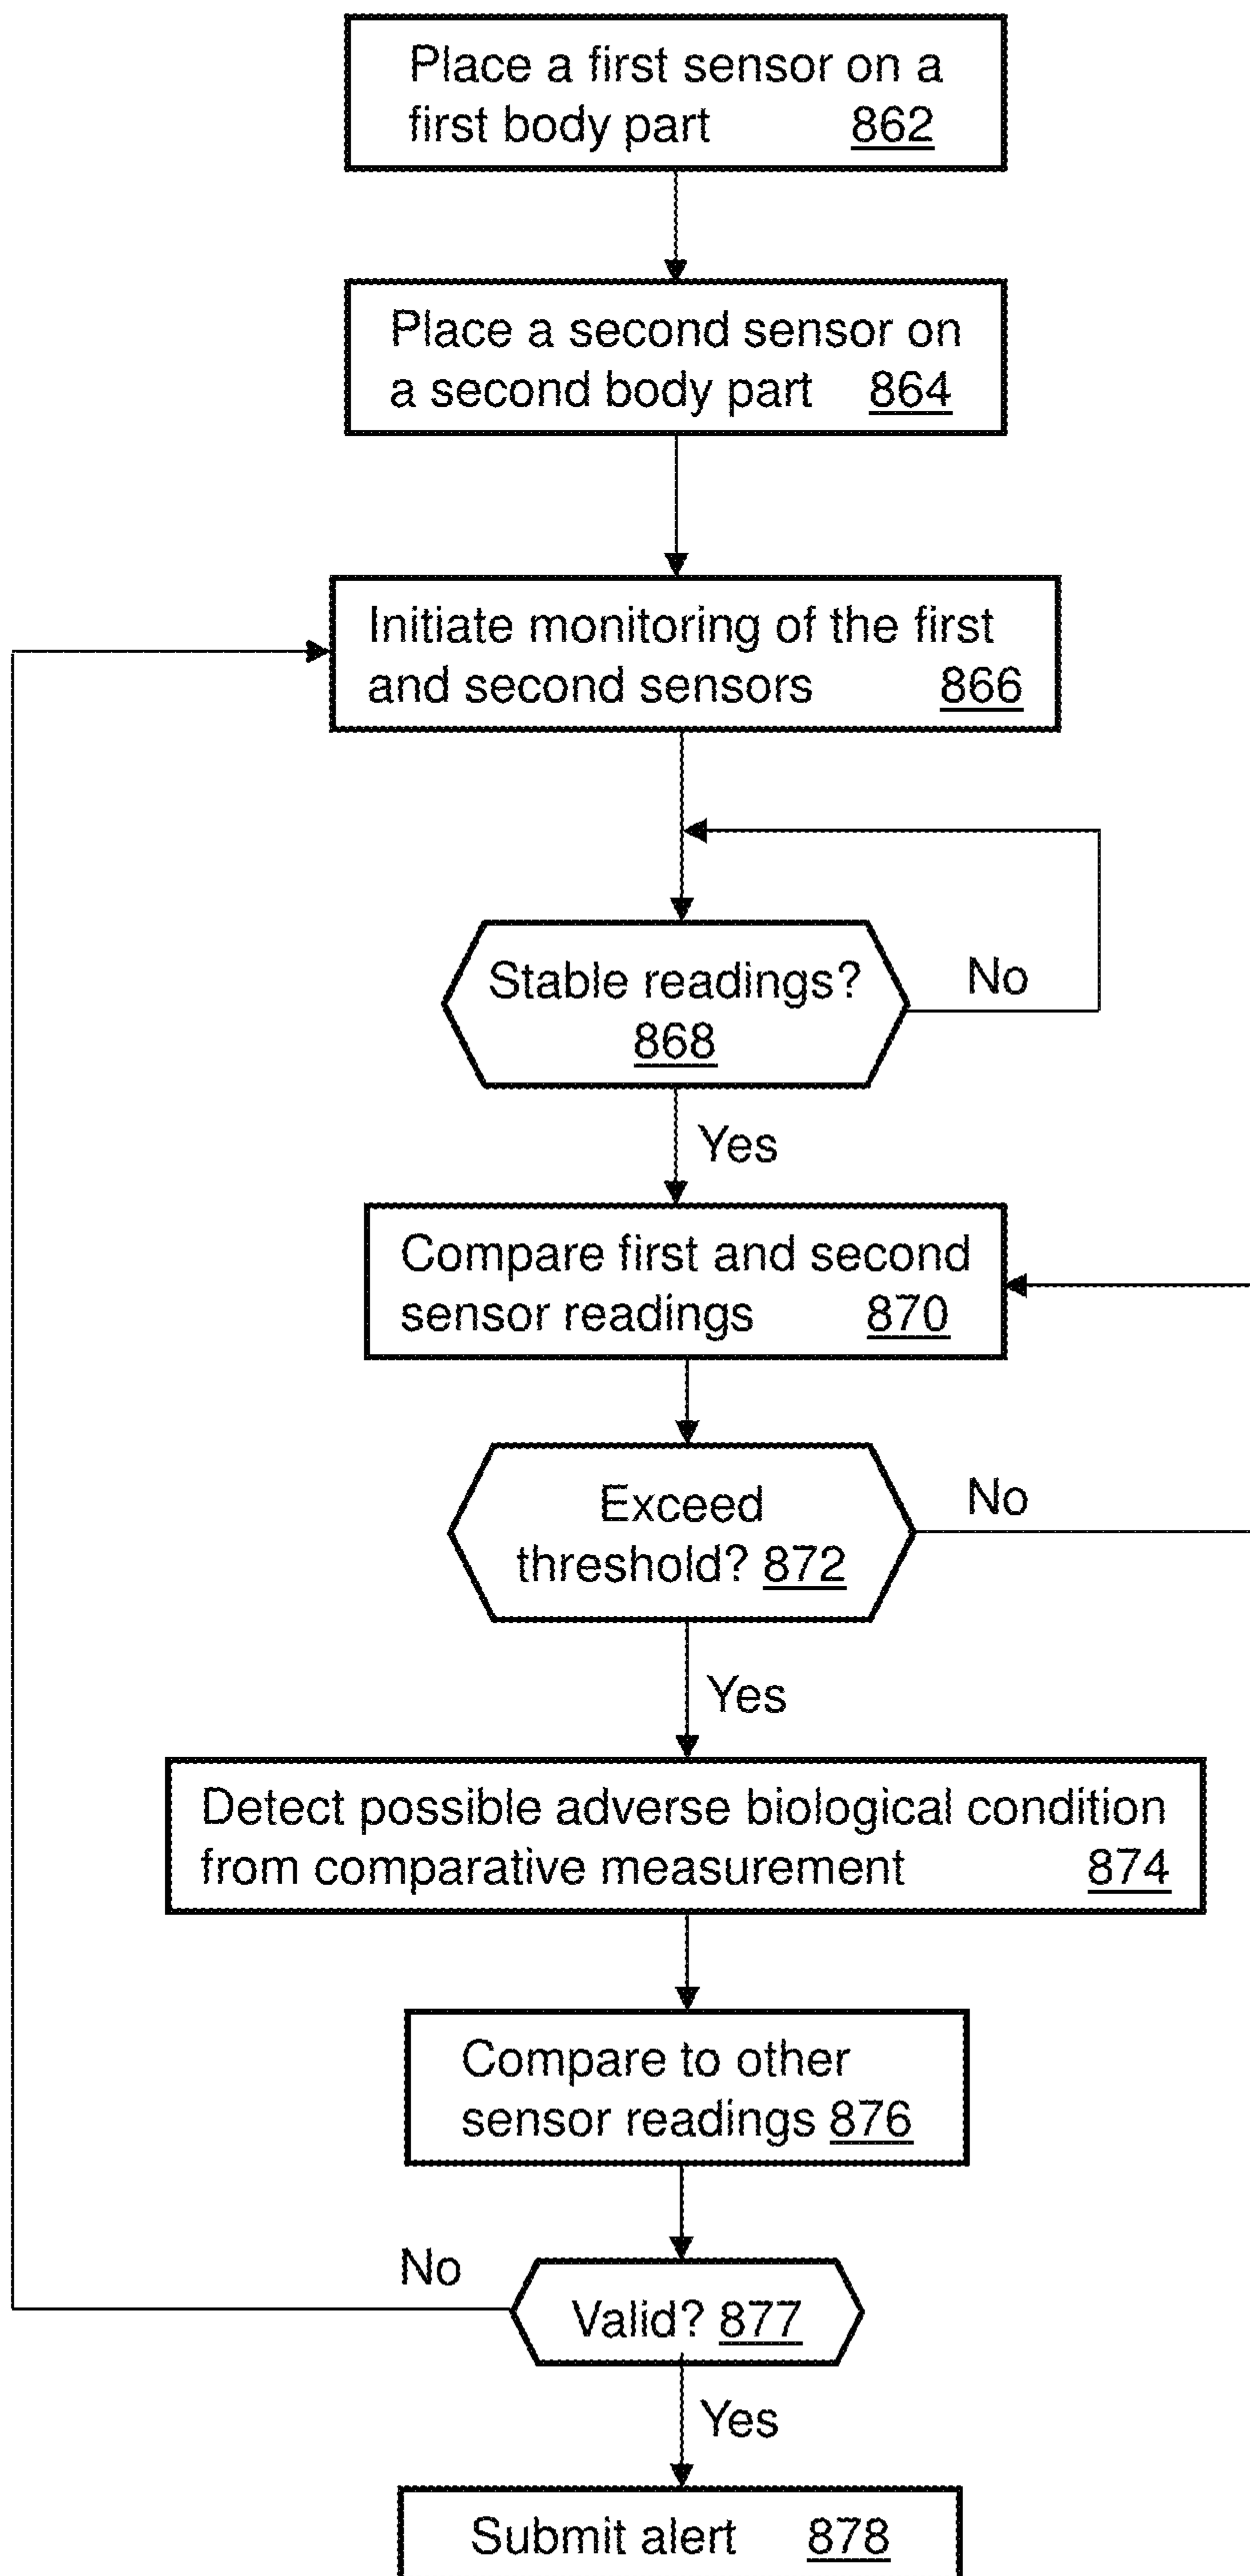 Place a first sensor on a
first body part 862
Place a second sensor on
a second body part 864
Initiate monitoring of the first
and second sensors 866
Stable readings?
868
No
Yes
Compare first and second
sensor readings 870
Exceed
threshold? 872
No
Yes
Detect possible adverse biological condition
from comparative measurement 874
Compare to other
sensor readings 876
No
Valid? 877
Yes
Submit alert 878